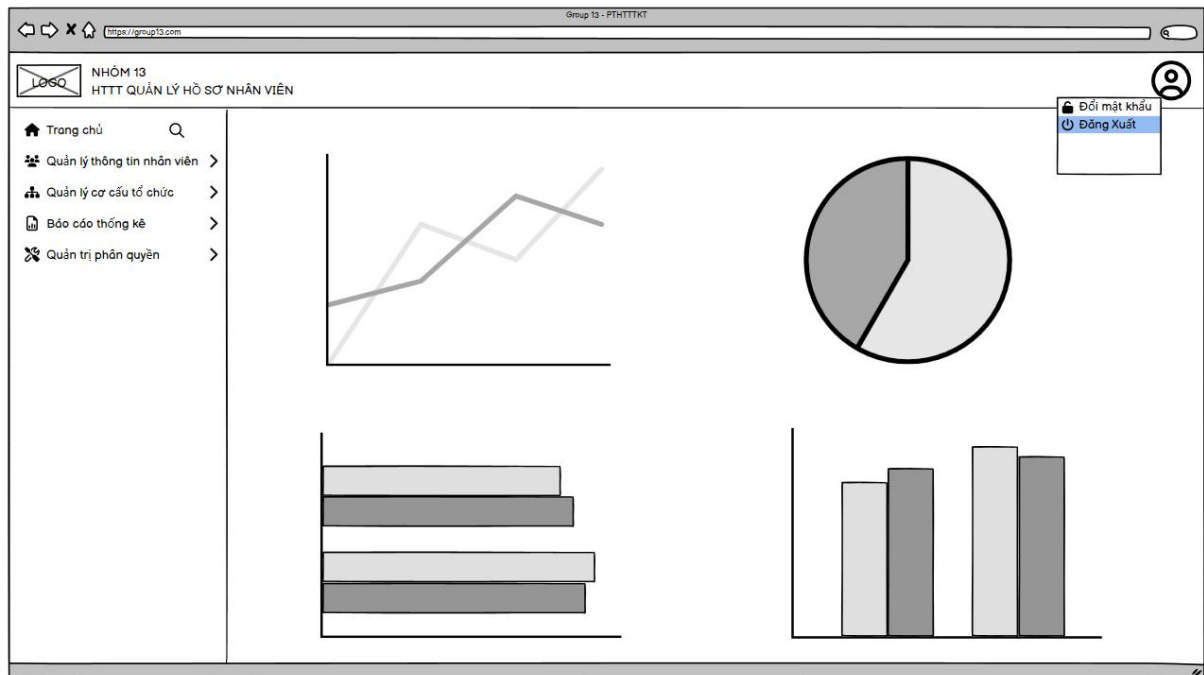 Group 13 - PTHTTTKT
https://group13.com
LOGO
NHÓM 13
HTTT QUẢN LÝ HỒ SƠ NHÂN VIÊN
Đổi mật khẩu
Đăng Xuất
Trang chủ
Quản lý thông tin nhân viên
Quản lý cơ cấu tổ chức
Báo cáo thống kê
Quản trị phân quyền